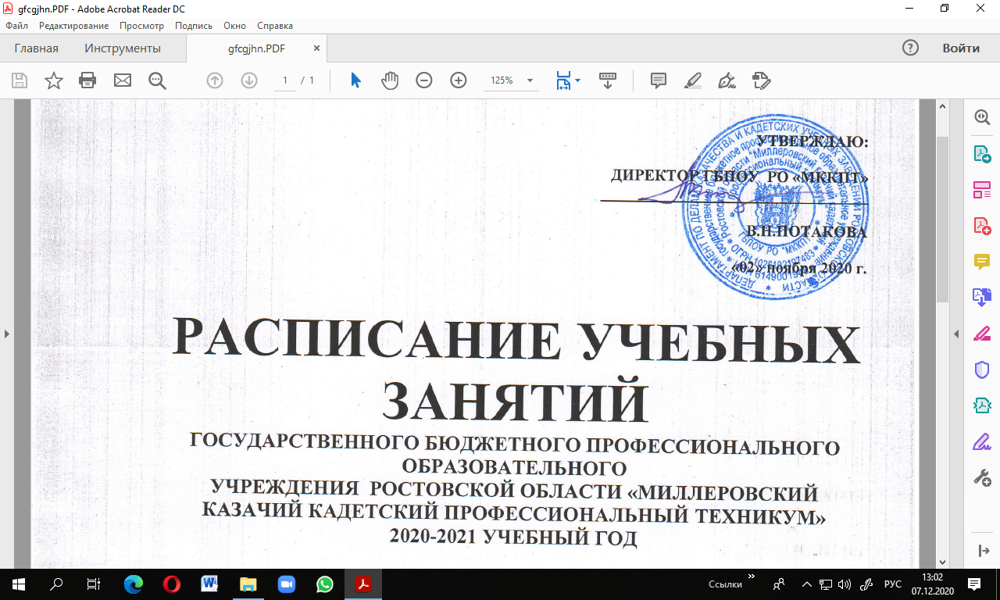 gfcgjhn.PDF - Adobe Acrobat Reader DC
Файл Редактирование Просмотр Подпись Окно Справка
Главная Инструменты gfcgjhn.PDF × Войти
1 / 1 125%
УТВЕРЖДАЮ:
ДИРЕКТОР ГБПОУ РО «МККПТ»
В.Н.ПОТАКОВА
«02» ноября 2020 г.
РАСПИСАНИЕ УЧЕБНЫХ
ЗАНЯТИЙ
ГОСУДАРСТВЕННОГО БЮДЖЕТНОГО ПРОФЕССИОНАЛЬНОГО
ОБРАЗОВАТЕЛЬНОГО
УЧРЕЖДЕНИЯ РОСТОВСКОЙ ОБЛАСТИ «МИЛЛЕРОВСКИЙ
КАЗАЧИЙ КАДЕТСКИЙ ПРОФЕССИОНАЛЬНЫЙ ТЕХНИКУМ»
2020-2021 УЧЕБНЫЙ ГОД
Ссылки » РУС 13:02
07.12.2020